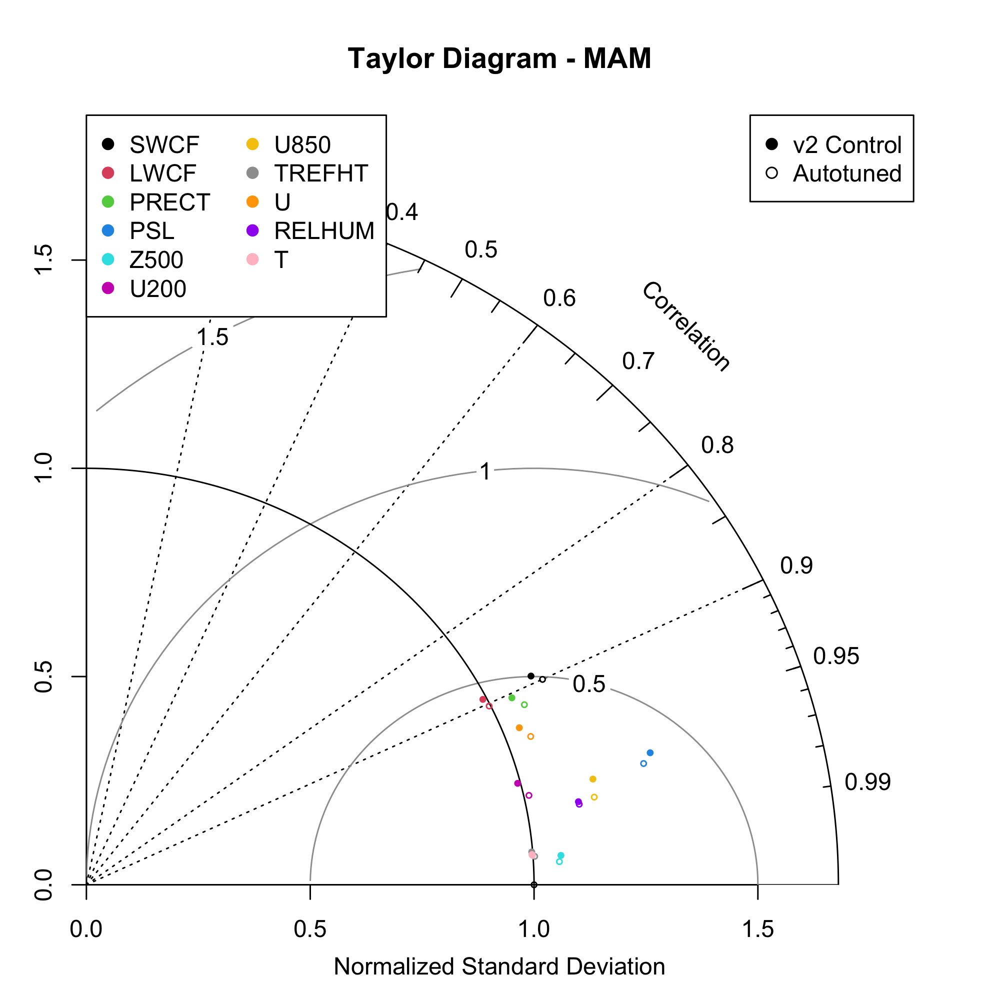 Taylor Diagram - MAM
SWCF
LWCF
PRECT
PSL
Z500
U200
U850
TREFHT
U
RELHUM
T
v2 Control
Autotuned
0.4
0.5
0.6
0.7
0.8
0.9
0.95
0.99
Correlation
1.5
1
0.5
1.5
1.0
0.5
0.0
0.0
0.5
1.0
1.5
Normalized Standard Deviation